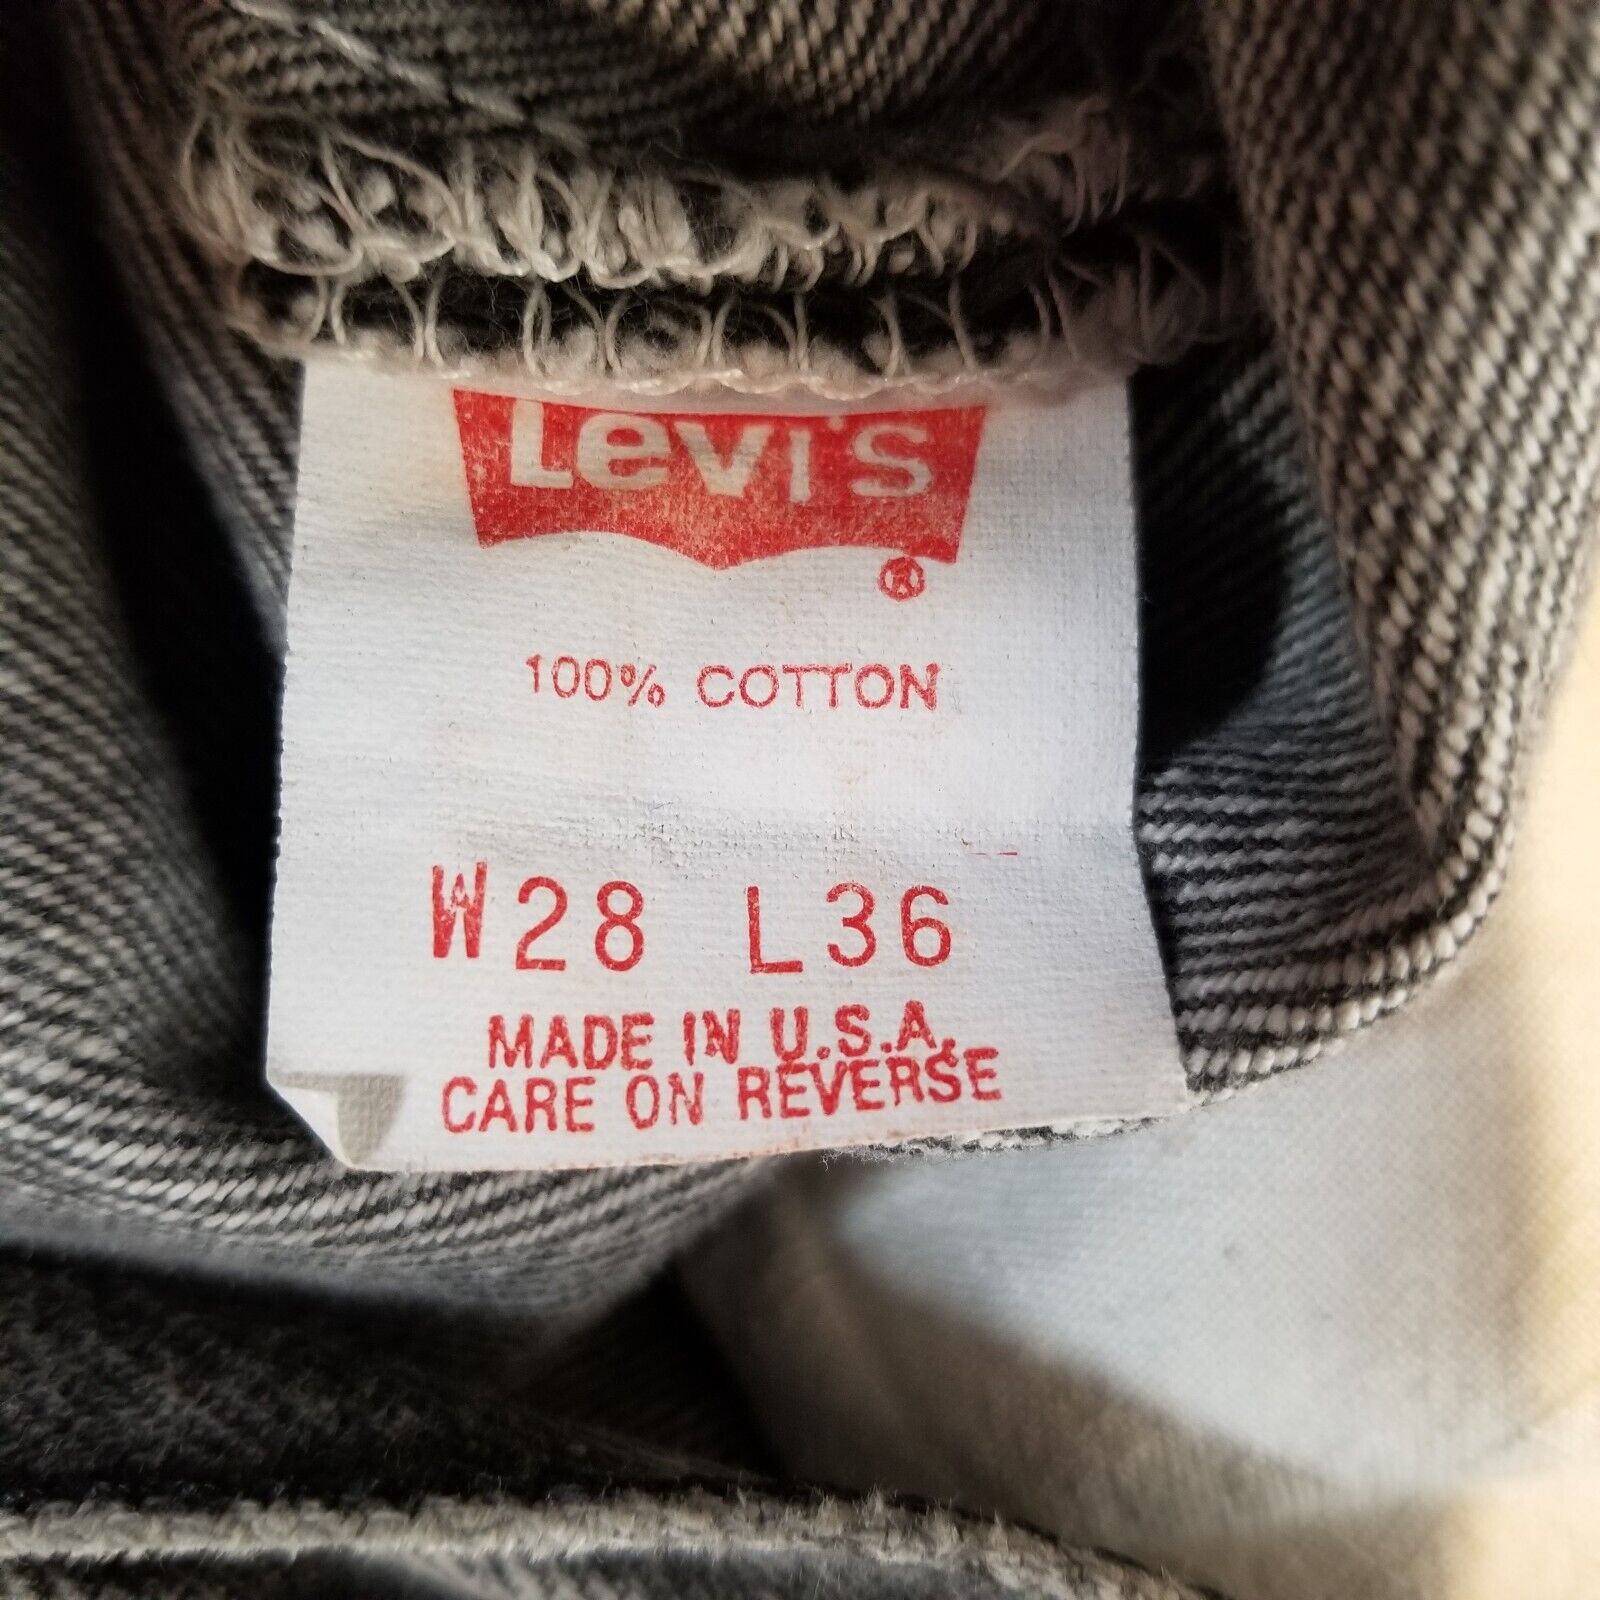 Levi's
®
100% COTTON
W28 L36
MADE IN U.S.A.
CARE ON REVERSE